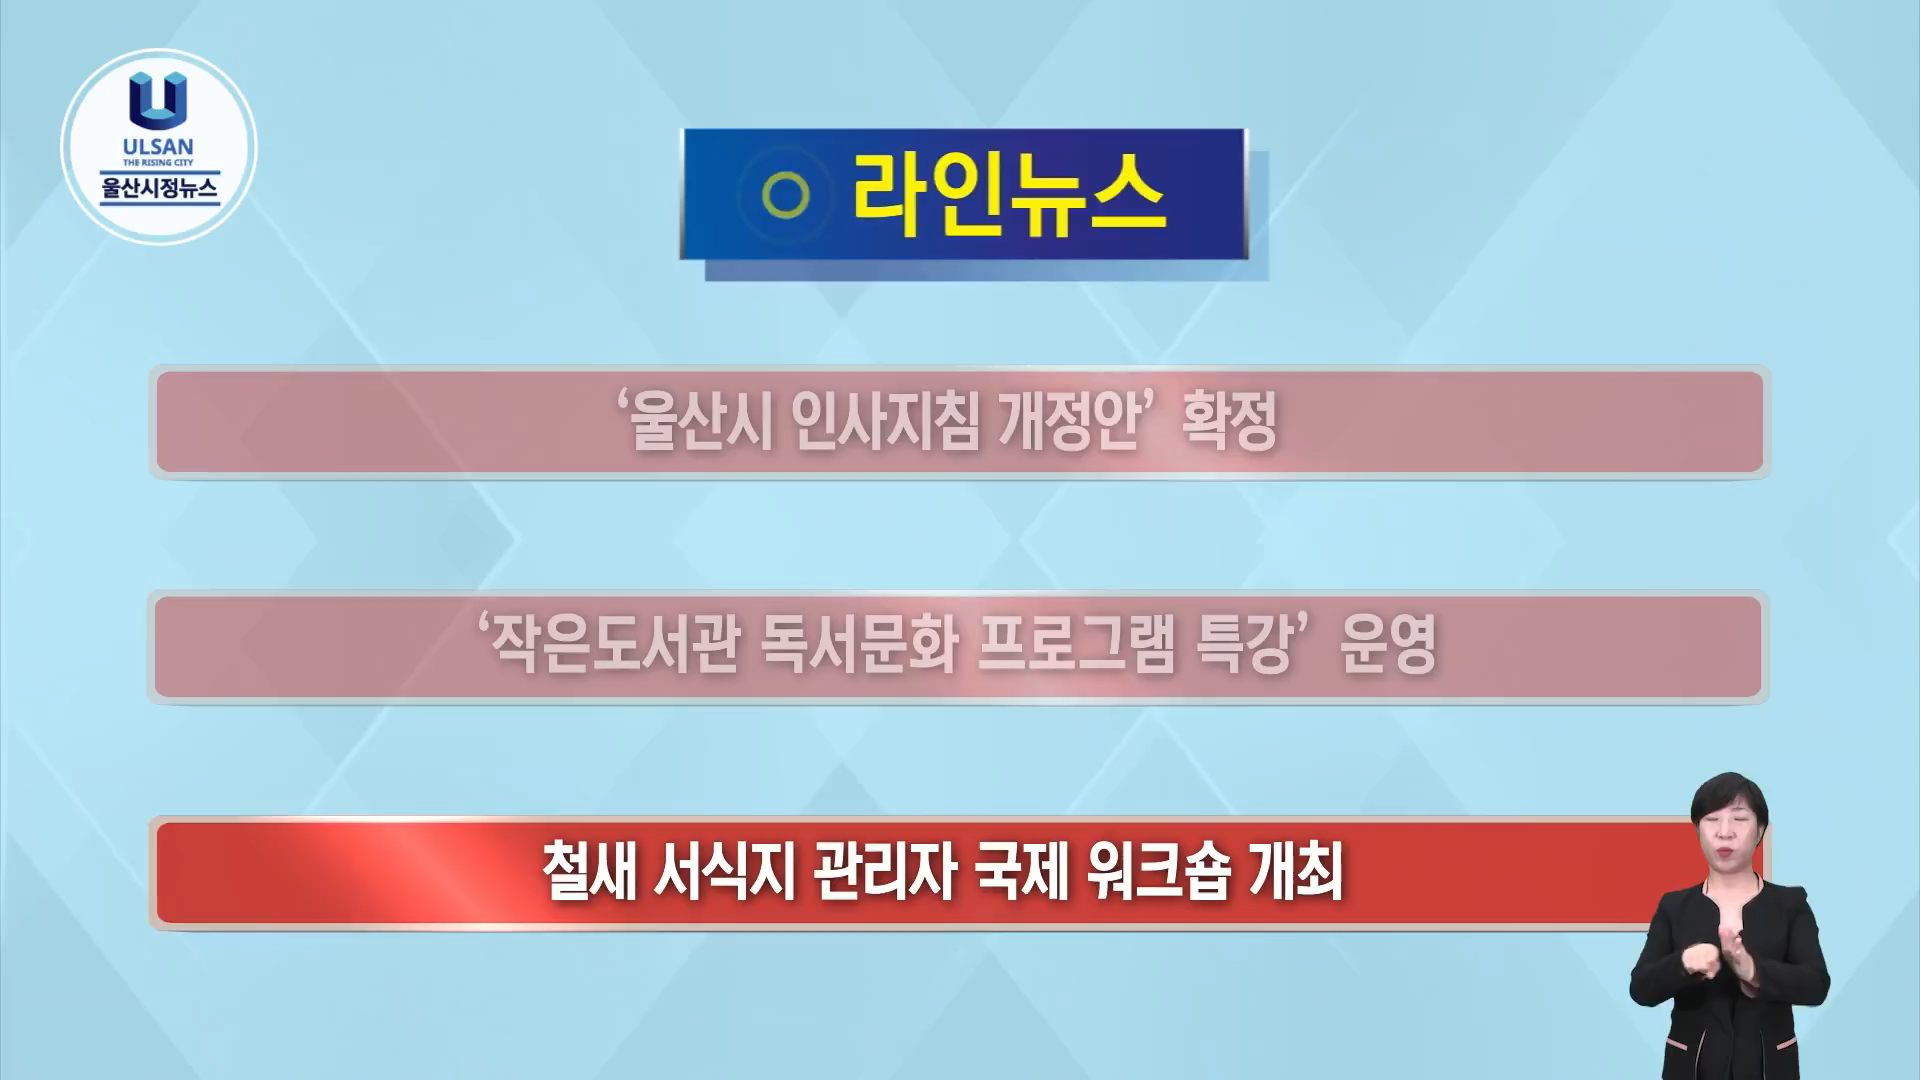 ULSAN
THE RISING CITY
울산시정뉴스
라인뉴스
‘울산시 인사지침 개정안’ 확정
‘작은도서관 독서문화 프로그램 특강’ 운영
철새 서식지 관리자 국제 워크숍 개최